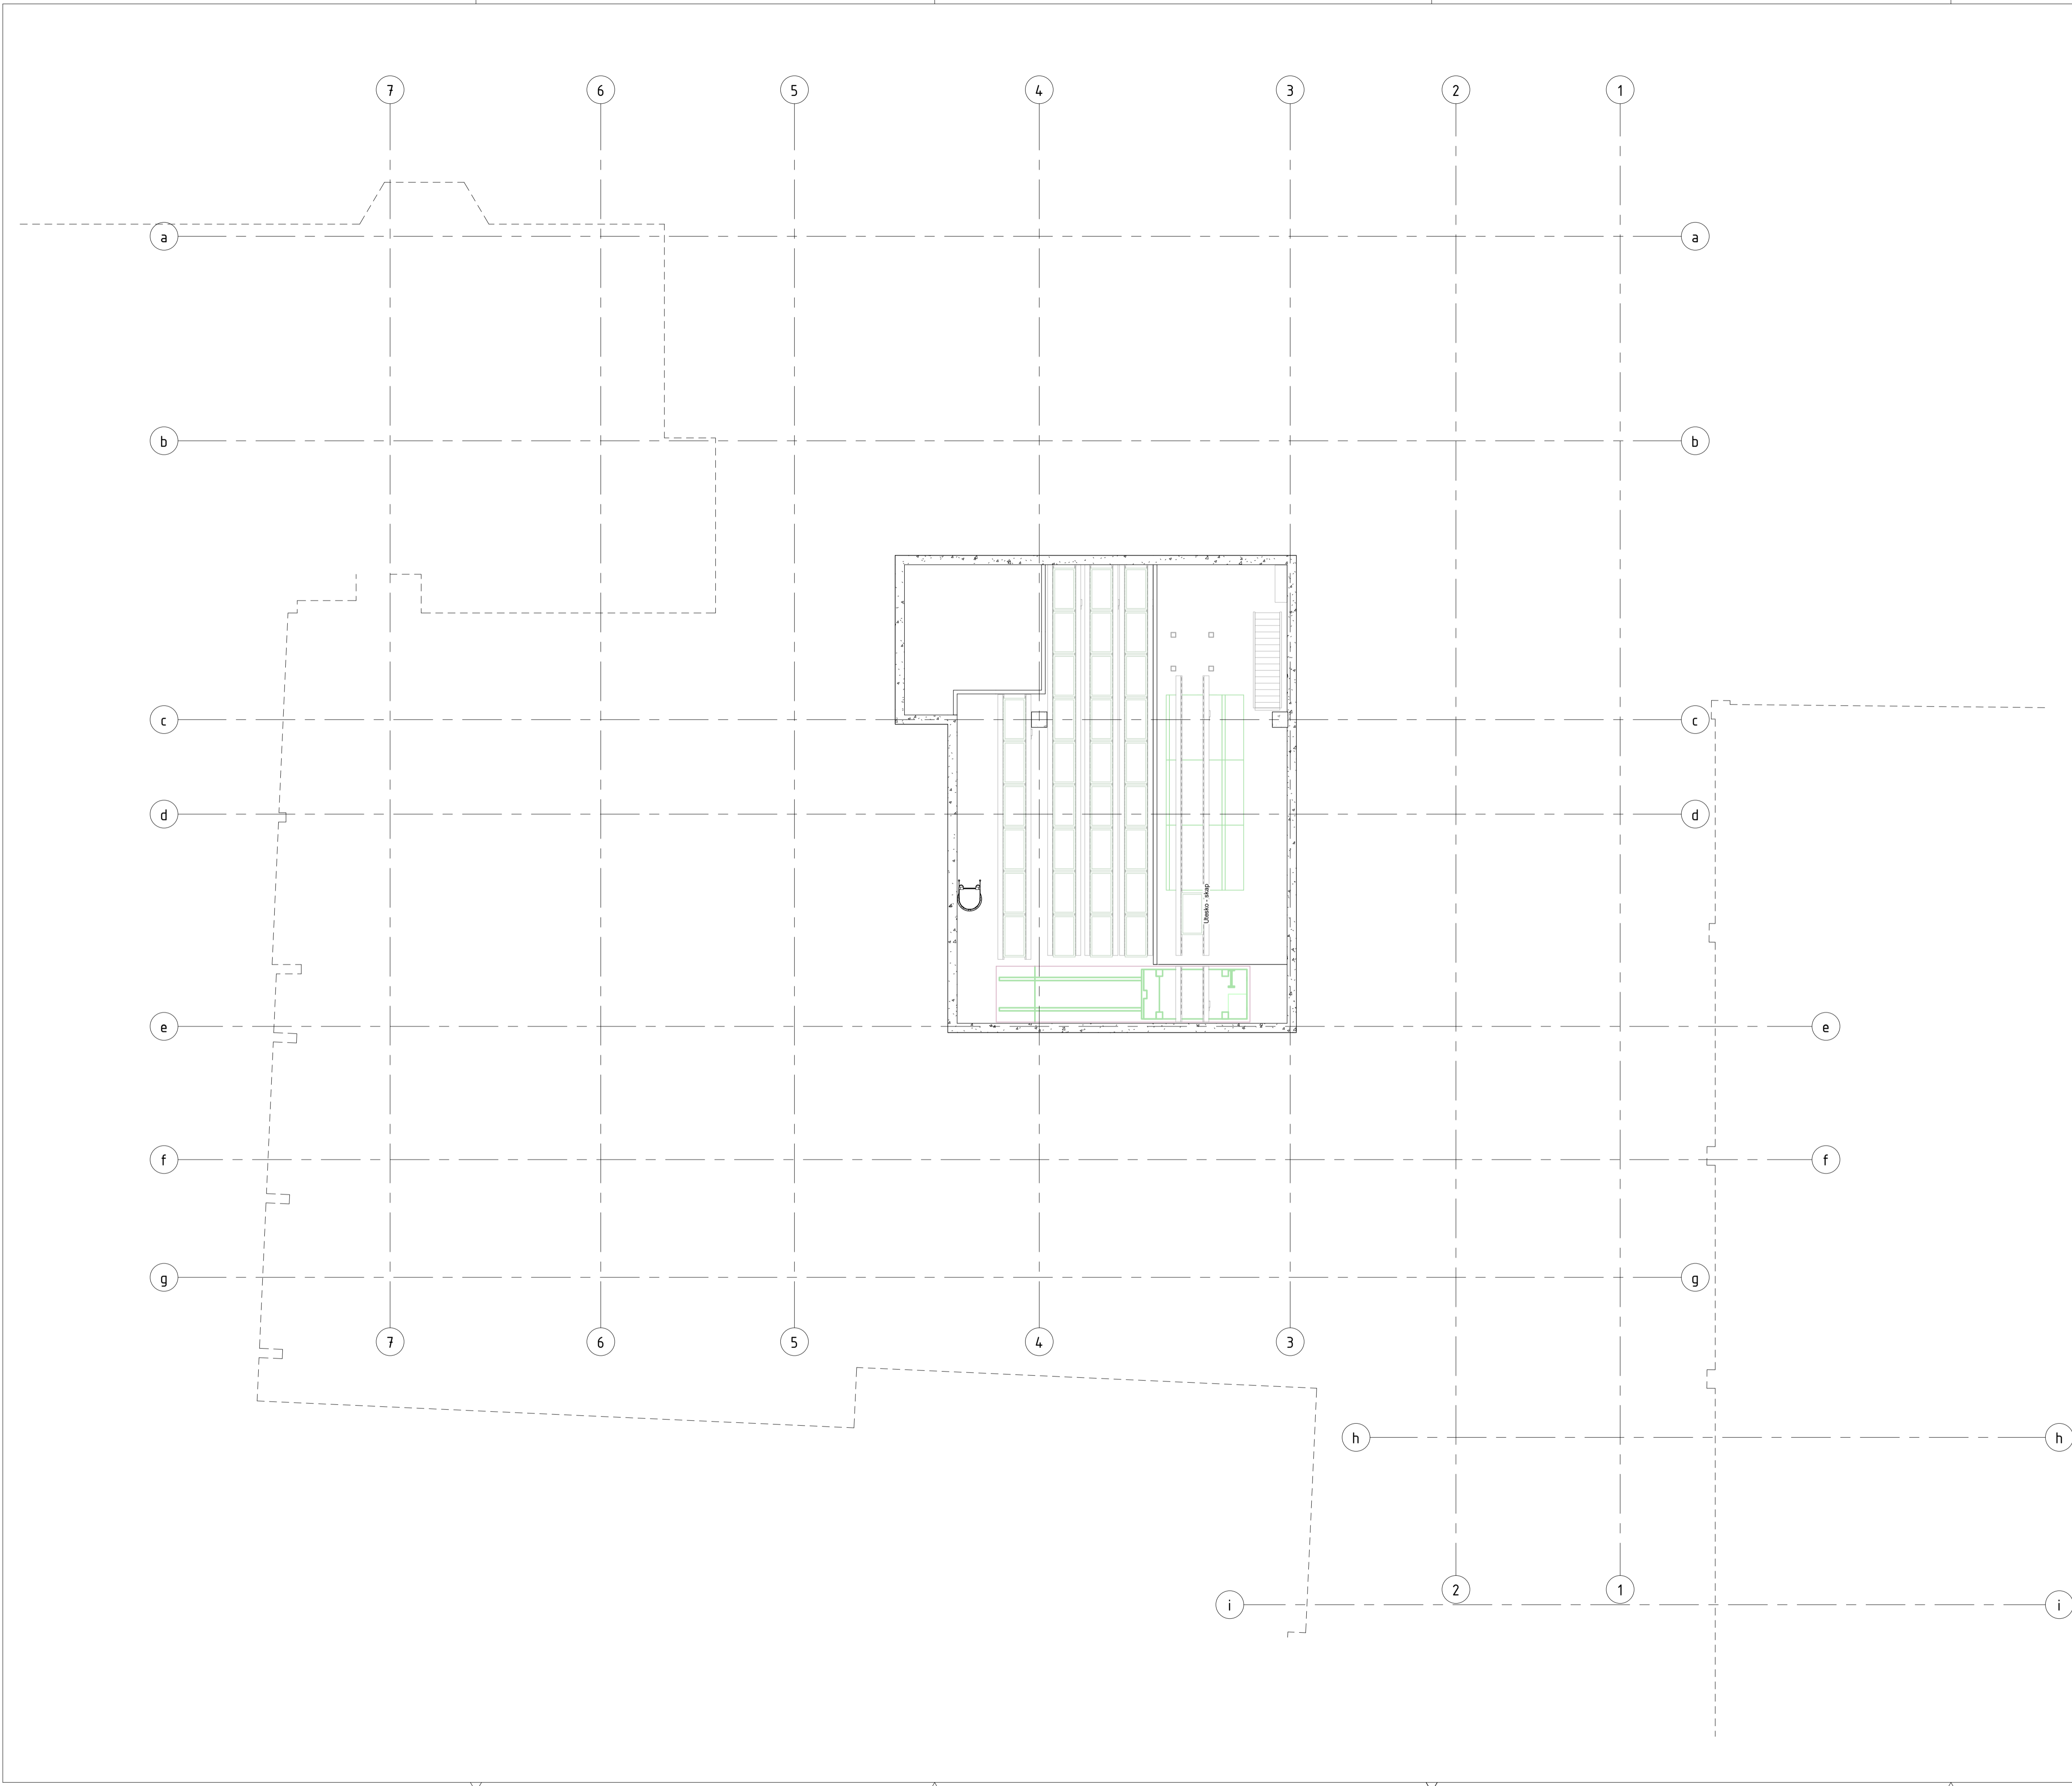 7 6 5 4 3 2 1
a a
b b
c c
d d
Utesko - skap
e e
f f
g g
7 6 5 4 3
h h
2 1
i i